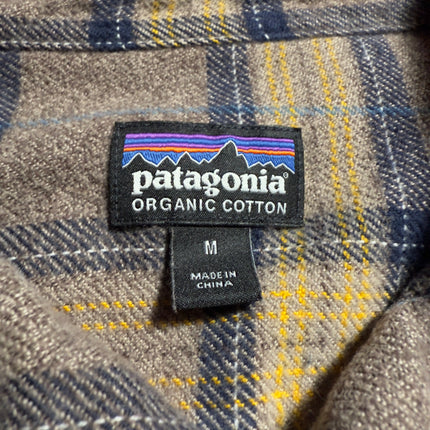 patagonia®
ORGANIC COTTON
M
MADE IN
CHINA